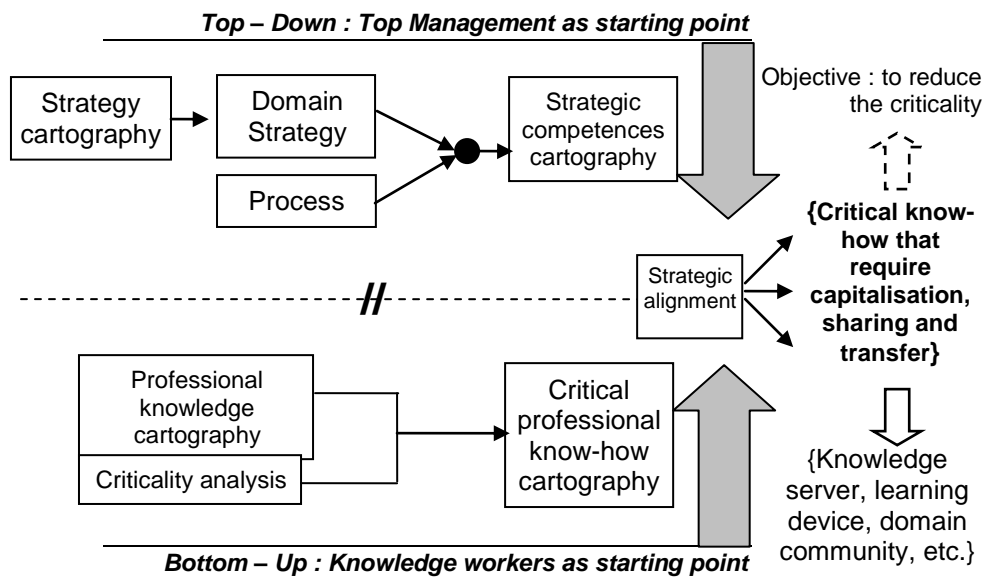 Top – Down : Top Management as starting point
Strategy
cartography
Domain
Strategy
Process
Strategic
competences
cartography
Objective : to reduce
the criticality
{Critical know-
how that
require
capitalisation,
sharing and
transfer}
Strategic
alignment
Professional
knowledge
cartography
Criticality analysis
Critical
professional
know-how
cartography
{Knowledge
server, learning
device, domain
community, etc.}
Bottom – Up : Knowledge workers as starting point